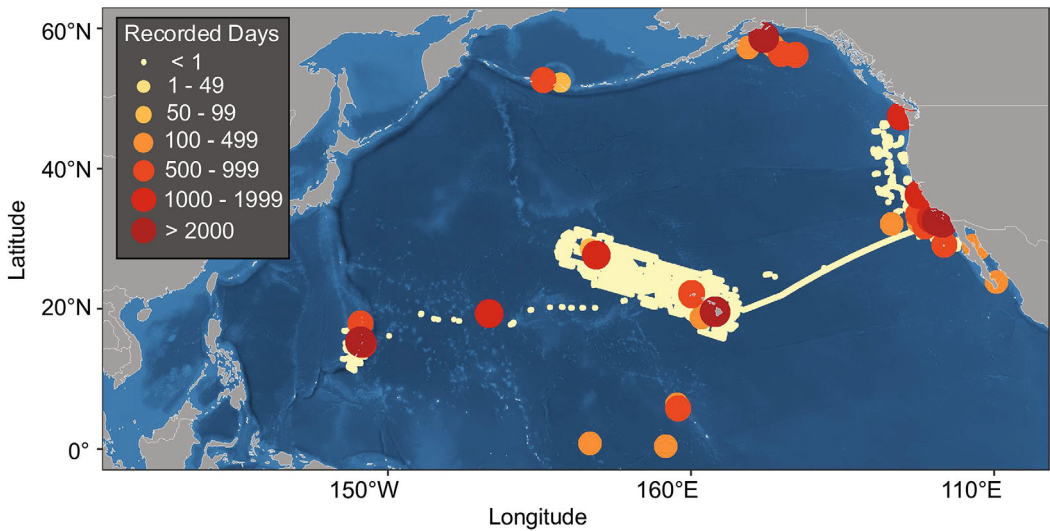 Recorded Days
< 1
1 - 49
50 - 99
100 - 499
500 - 999
1000 - 1999
> 2000
60°N
40°N
20°N
0°
Latitude
150°W
160°E
110°E
Longitude